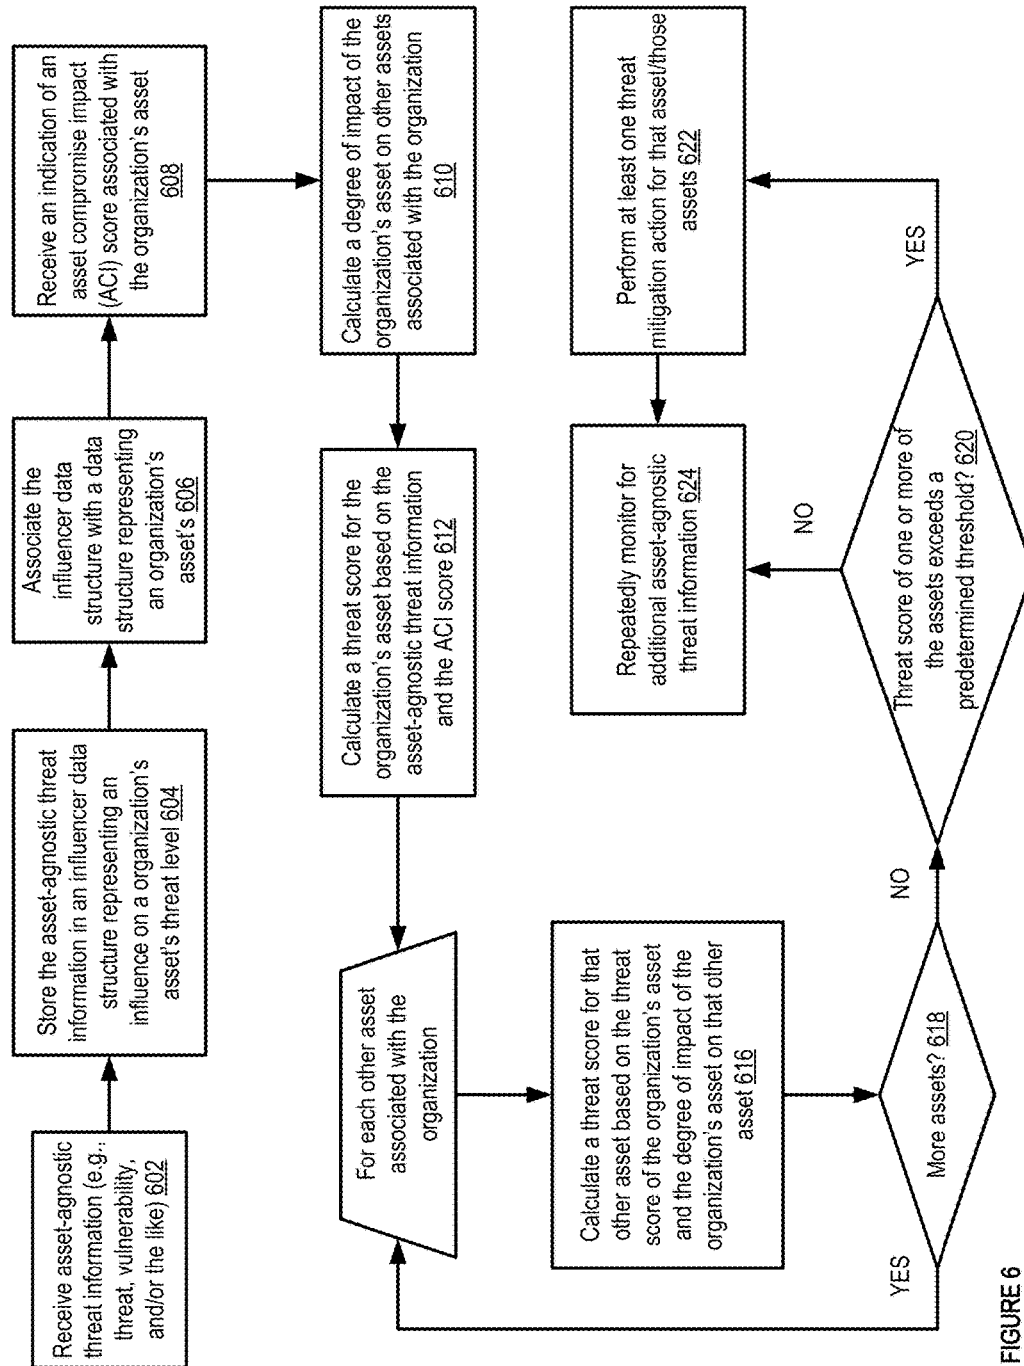 Receive asset-agnostic
threat information (e.g.,
threat, vulnerability,
and/or the like) 602
Store the asset-agnostic threat
information in an influencer data
structure representing an
influence on a organization's
asset's threat level 604
Associate the
influencer data
structure with a data
structure representing
an organization's
asset's 606
Receive an indication of an
asset compromise impact
(ACI) score associated with
the organization's asset
608
Calculate a degree of impact of the
organization's asset on other assets
associated with the organization
610
Calculate a threat score for the
organization's asset based on the
asset-agnostic threat information
and the ACI score 612
For each other asset
associated with the
organization
Calculate a threat score for that
other asset based on the threat
score of the organization's asset
and the degree of impact of the
organization's asset on that other
asset 616
More assets? 618
YES
NO
Threat score of one or more of
the assets exceeds a
predetermined threshold? 620
NO
YES
Perform at least one threat
mitigation action for that asset/those
assets 622
Repeatedly monitor for
additional asset-agnostic
threat information 624
FIGURE 6